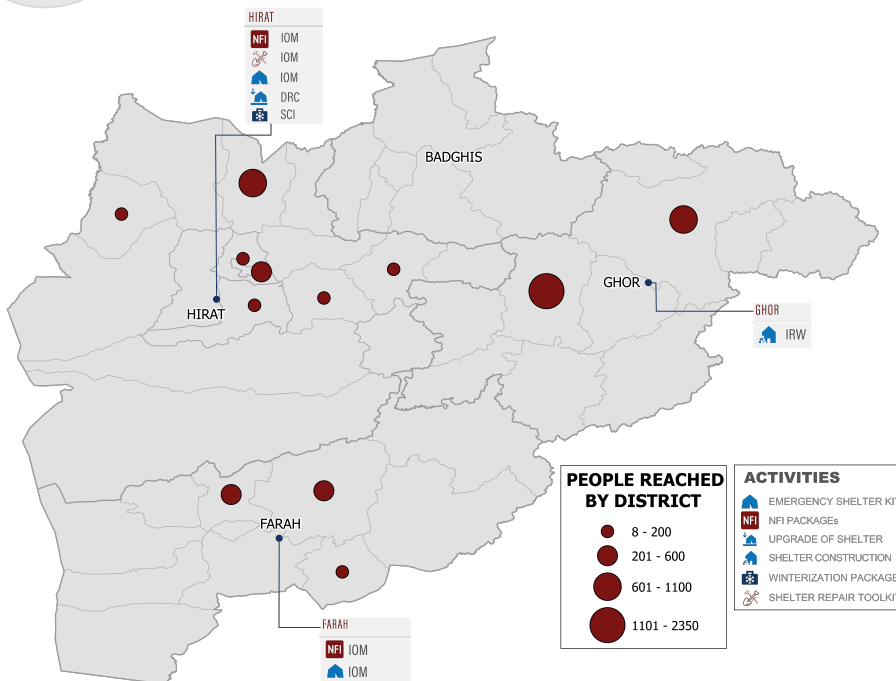 HIRAT
NFI IOM
IOM
IOM
DRC
SCI
BADGHIS
HIRAT
GHOR
GHOR
IRW
FARAH
FARAH
NFI IOM
IOM
PEOPLE REACHED
BY DISTRICT
8 - 200
201 - 600
601 - 1100
1101 - 2350
ACTIVITIES
EMERGENCY SHELTER KIT
NFI NFI PACKAGEs
UPGRADE OF SHELTER
SHELTER CONSTRUCTION
WINTERIZATION PACKAGE
SHELTER REPAIR TOOLKIT